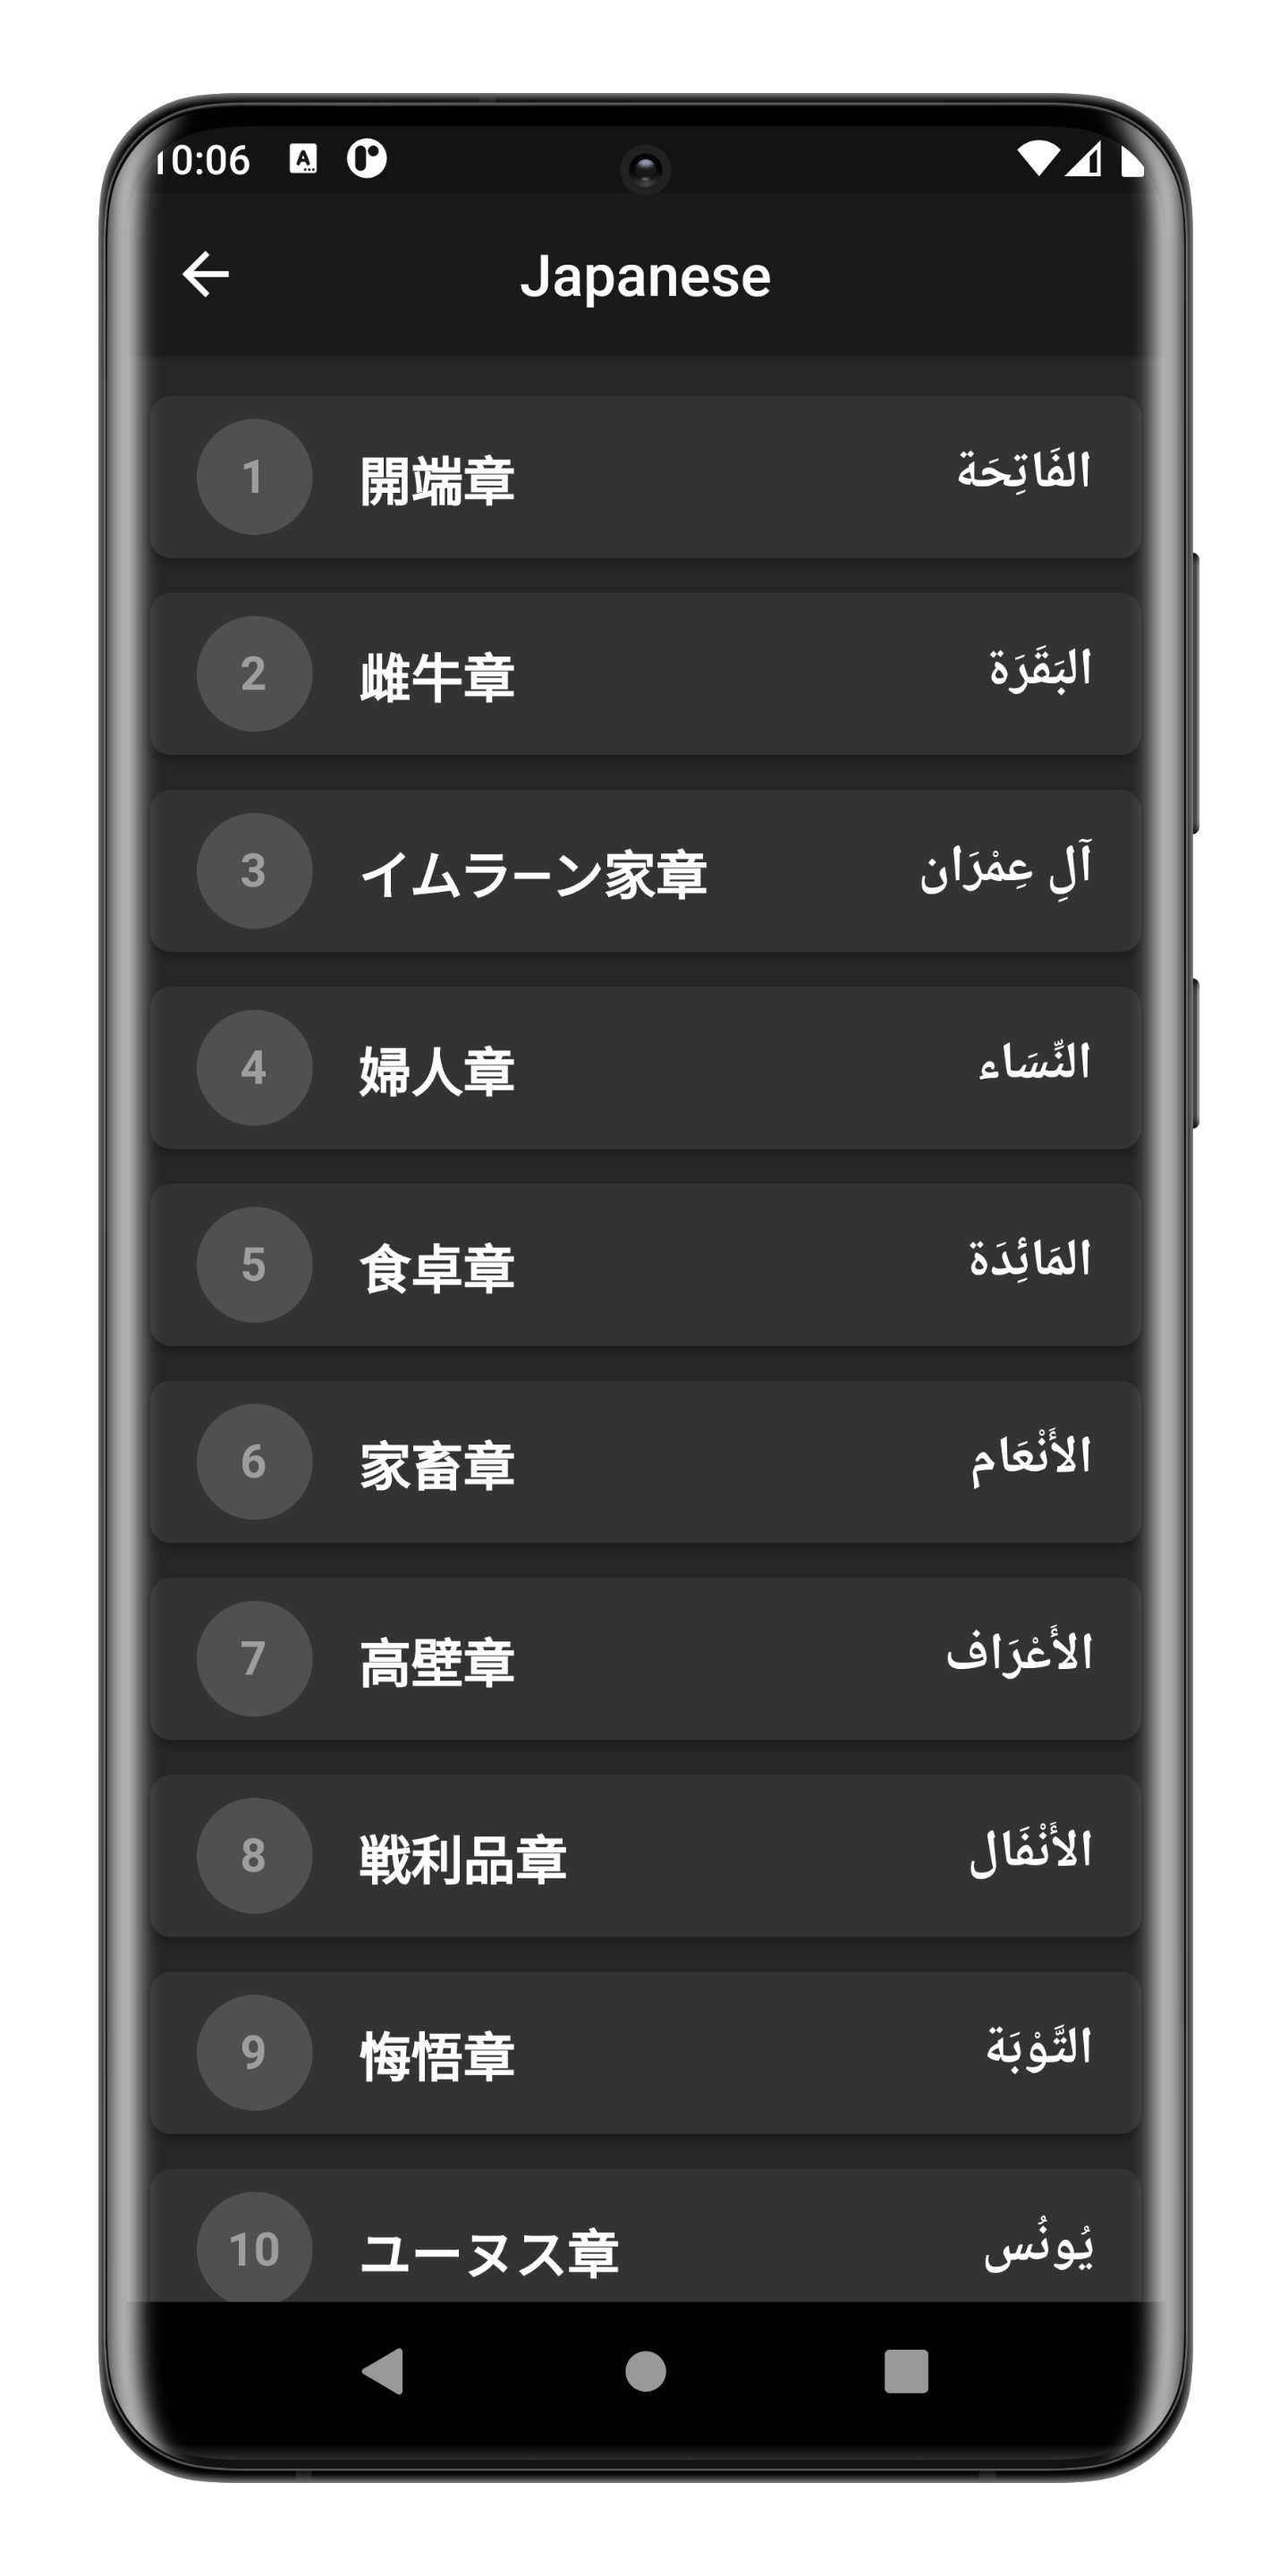 10:06
Japanese
1 開端章 الفَاتِحَة
2 雌牛章 البَقَرَة
3 イムラーン家章 آلِ عِمْرَان
4 婦人章 النِّسَاء
5 食卓章 المَائِدَة
6 家畜章 الأَنْعَام
7 高壁章 الأَعْرَاف
8 戦利品章 الأَنْفَال
9 悔悟章 التَّوْبَة
10 ユーヌス章 يُونُس